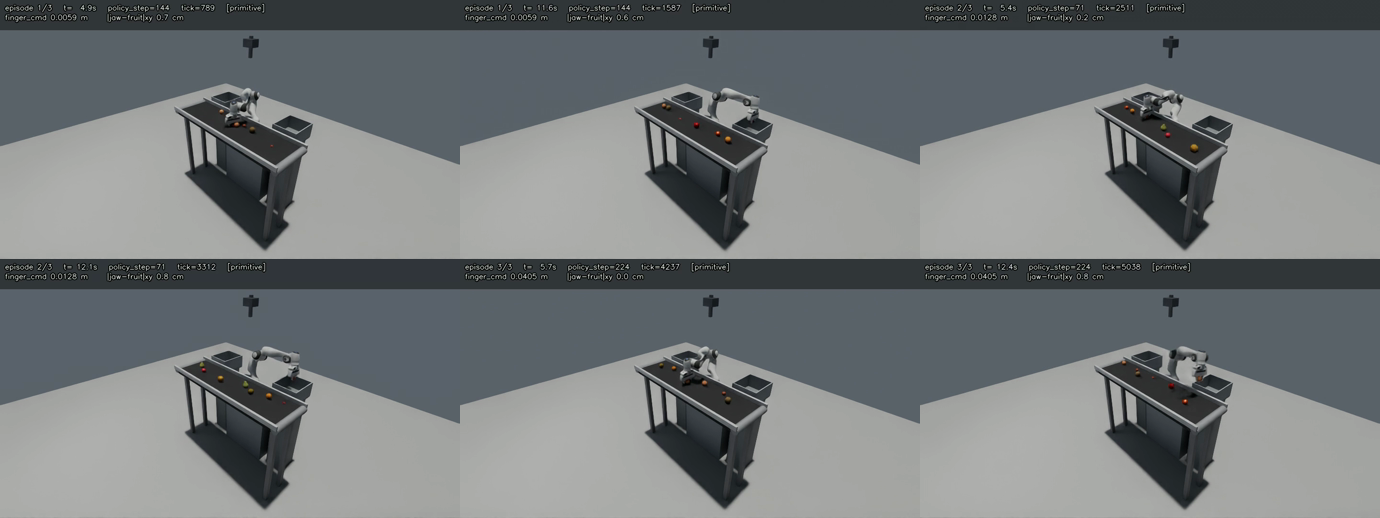 episode 1/3 t= 4.9s policy_step=144 tick=789 [primitive]
finger_cmd 0.0059 m |jaw-fruit|xy 0.7 cm
episode 1/3 t= 11.6s policy_step=144 tick=1587 [primitive]
finger_cmd 0.0059 m |jaw-fruit|xy 0.6 cm
episode 2/3 t= 5.4s policy_step=71 tick=2511 [primitive]
finger_cmd 0.0128 m |jaw-fruit|xy 0.2 cm
episode 2/3 t= 12.1s policy_step=71 tick=3312 [primitive]
finger_cmd 0.0128 m |jaw-fruit|xy 0.8 cm
episode 3/3 t= 5.7s policy_step=224 tick=4237 [primitive]
finger_cmd 0.0405 m |jaw-fruit|xy 0.0 cm
episode 3/3 t= 12.4s policy_step=224 tick=5038 [primitive]
finger_cmd 0.0405 m |jaw-fruit|xy 0.8 cm